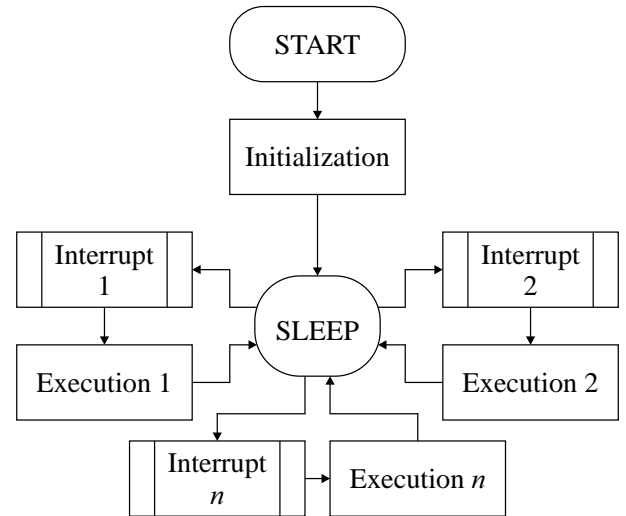 START
Initialization
Interrupt
1
Interrupt
2
SLEEP
Execution 1
Execution 2
Interrupt
n
Execution n